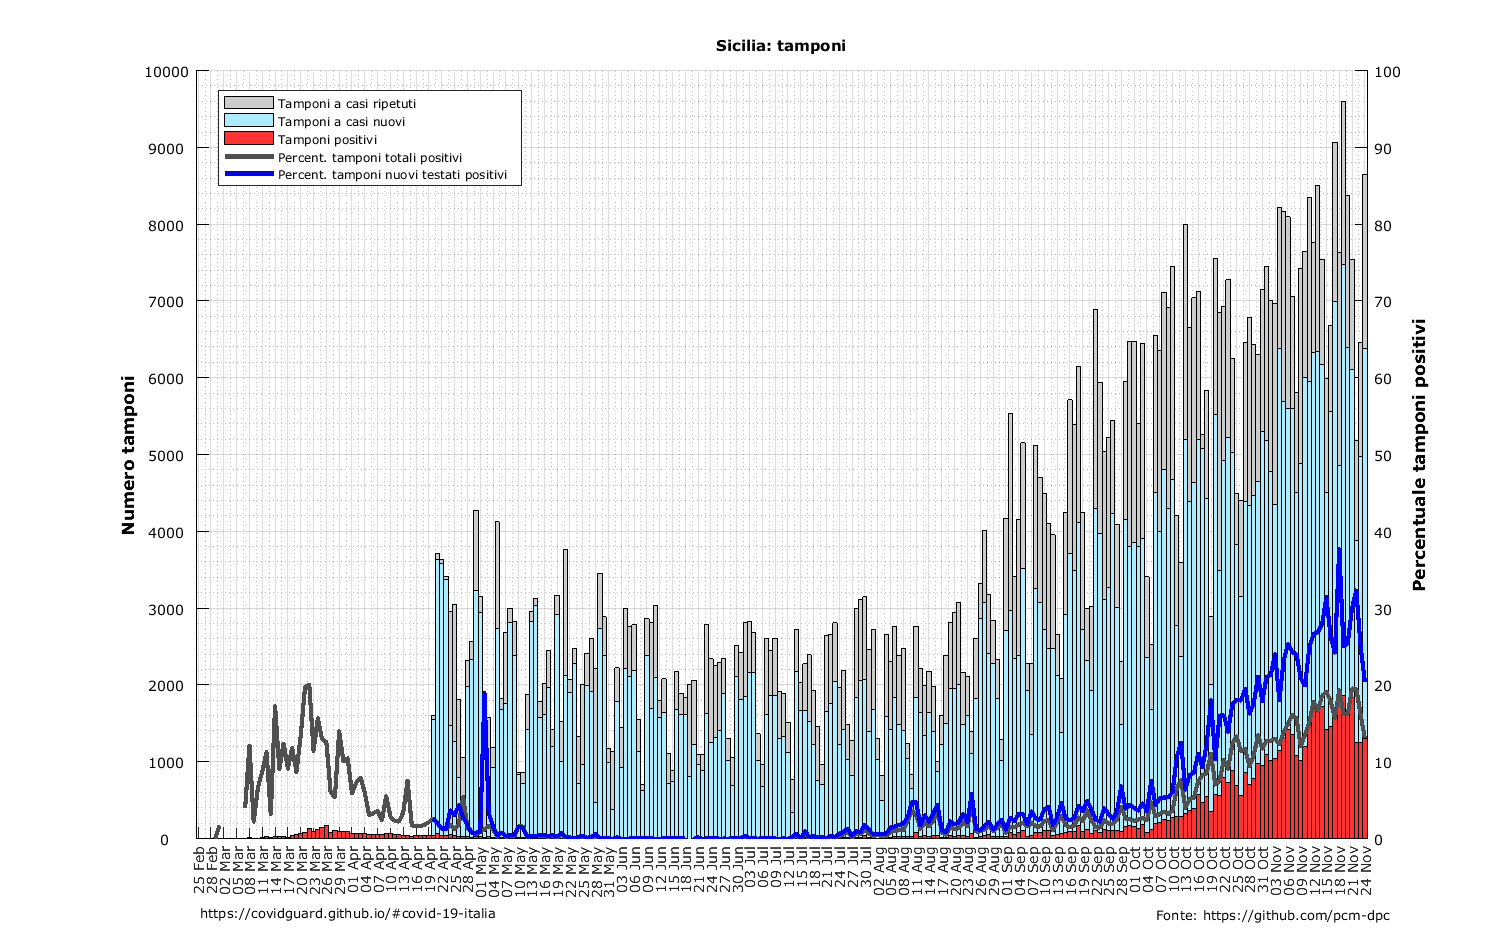 Sicilia: tamponi
10000
9000
8000
7000
6000
5000
4000
3000
2000
1000
0
Numero tamponi
Tamponi a casi ripetuti
Tamponi a casi nuovi
Tamponi positivi
Percent. tamponi totali positivi
Percent. tamponi nuovi testati positivi
100
90
80
70
60
50
40
30
20
10
0
Percentuale tamponi positivi
25 Feb
28 Feb
02 Mar
05 Mar
08 Mar
11 Mar
14 Mar
17 Mar
20 Mar
23 Mar
26 Mar
29 Mar
01 Apr
04 Apr
07 Apr
10 Apr
13 Apr
16 Apr
19 Apr
22 Apr
25 Apr
28 Apr
01 May
04 May
07 May
10 May
13 May
16 May
19 May
22 May
25 May
28 May
31 May
03 Jun
06 Jun
09 Jun
12 Jun
15 Jun
18 Jun
21 Jun
24 Jun
27 Jun
30 Jun
03 Jul
06 Jul
09 Jul
12 Jul
15 Jul
18 Jul
21 Jul
24 Jul
27 Jul
30 Jul
02 Aug
05 Aug
08 Aug
11 Aug
14 Aug
17 Aug
20 Aug
23 Aug
26 Aug
29 Aug
01 Sep
04 Sep
07 Sep
10 Sep
13 Sep
16 Sep
19 Sep
22 Sep
25 Sep
28 Sep
01 Oct
04 Oct
07 Oct
10 Oct
13 Oct
16 Oct
19 Oct
22 Oct
25 Oct
28 Oct
31 Oct
03 Nov
06 Nov
09 Nov
12 Nov
15 Nov
18 Nov
21 Nov
24 Nov
https://covidguard.github.io/#covid-19-italia
Fonte: https://github.com/pcm-dpc